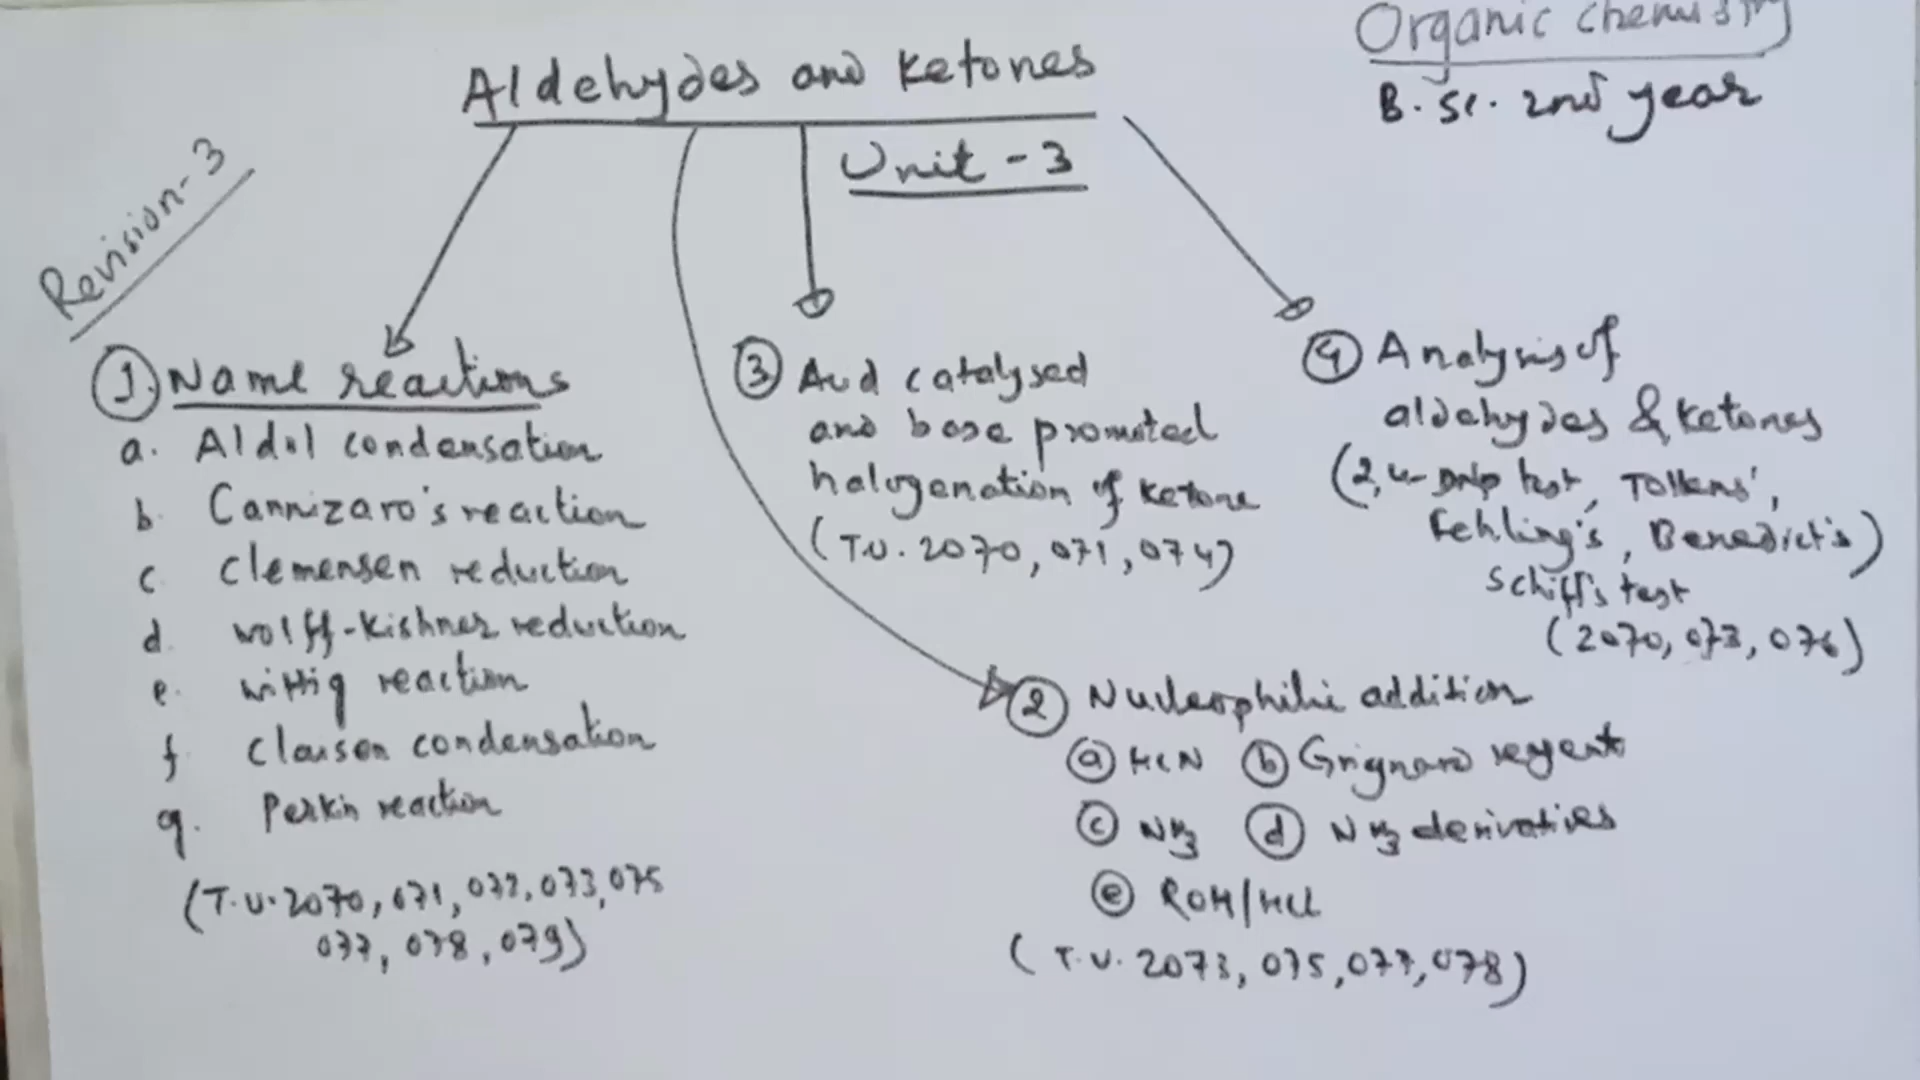 Organic chemistry
B.Sc. 2nd year
Aldehydes and Ketones
Unit - 3
Revision-3
1. Name reactions
a. Aldol condensation
b. Cannizaro's reaction
c. Clemensen reduction
d. Wolff-Kishner reduction
e. Wittig reaction
f. Claisen condensation
g. Perkin reaction
(T.U. 2070, 071, 072, 073, 075
077, 078, 079)
2 Nucleophilic addition
a HCN b Grignard reagent
c NH3 d NH3 derivatives
e ROH/HCl
(T.U. 2073, 075, 077, 078)
3 Acid catalysed
and base promoted
halogenation of ketone
(T.U. 2070, 071, 074)
4 Analysis of
aldehydes & Ketones
(2,4-DNP test, Tollens',
Fehling's, Benedict's)
Schiff's test
(2070, 073, 076)